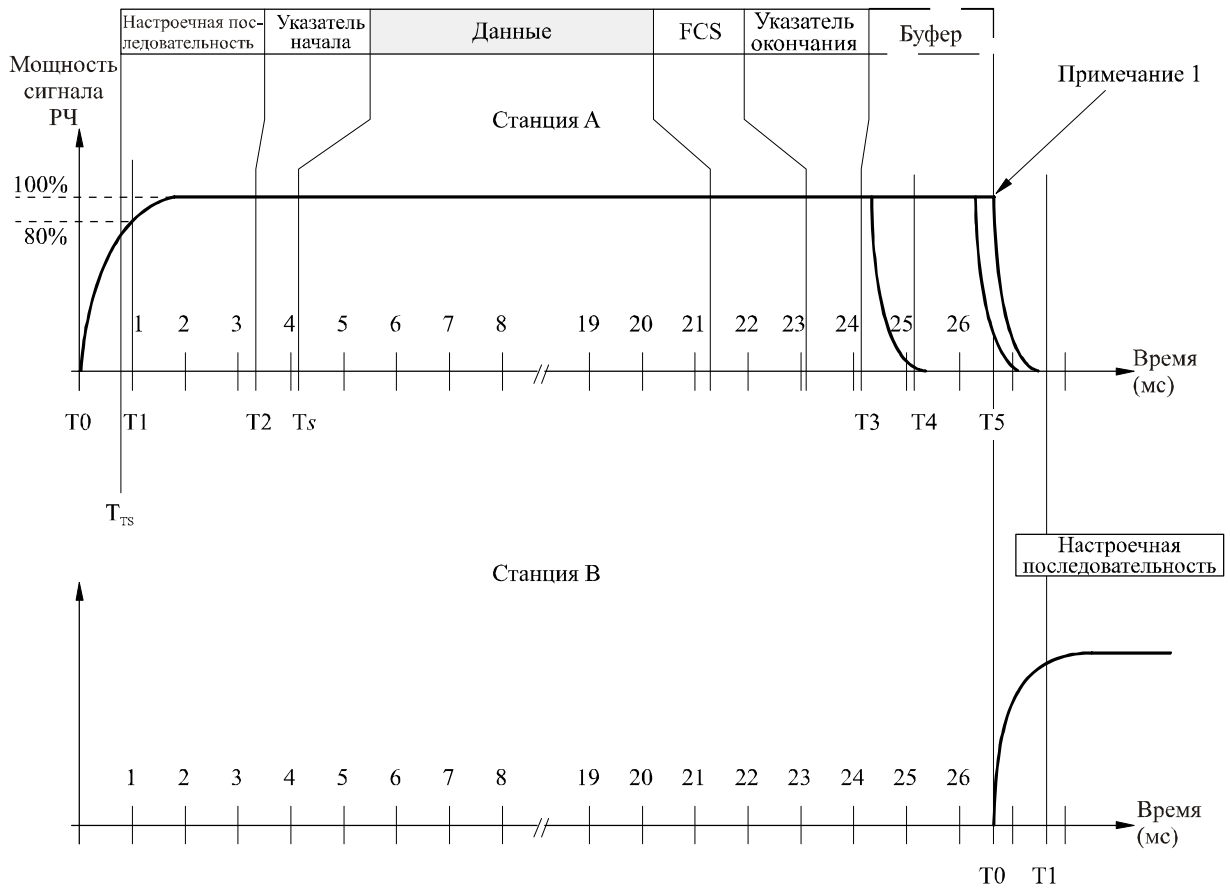 Настроечная пос-
ледовательность
Указатель
начала
Данные
FCS
Указатель
окончания
Буфер
Мощность
сигнала
РЧ
Примечание 1
Станция А
100%
80%
1 2 3 4 5 6 7 8 19 20 21 22 23 24 25 26
Время
(мс)
T0 T1 T2 Ts T3 T4 T5
T TS
Настроечная
последовательность
Станция В
1 2 3 4 5 6 7 8 19 20 21 22 23 24 25 26
Время
(мс)
T0 T1